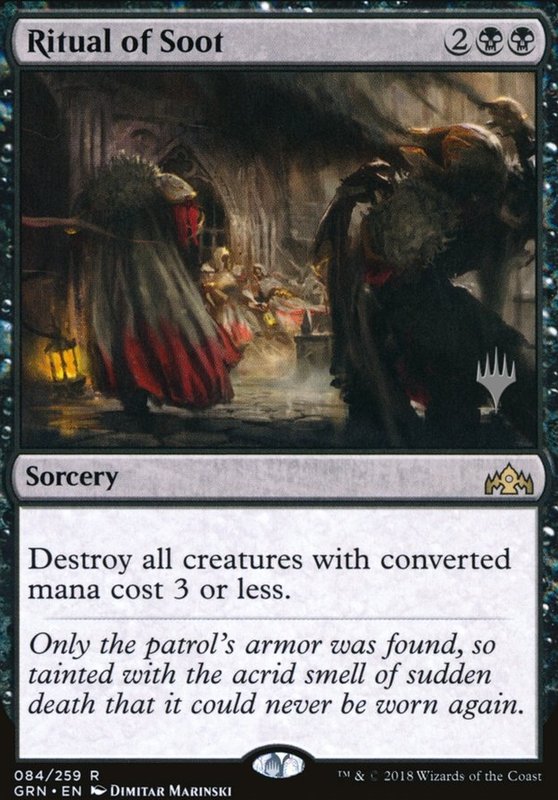 Ritual of Soot 2
Sorcery
Destroy all creatures with converted
mana cost 3 or less.
Only the patrol's armor was found, so
tainted with the acrid smell of sudden
death that it could never be worn again.
084/259 R
GRN • EN Dimitar Marinski
™ & © 2018 Wizards of the Coast